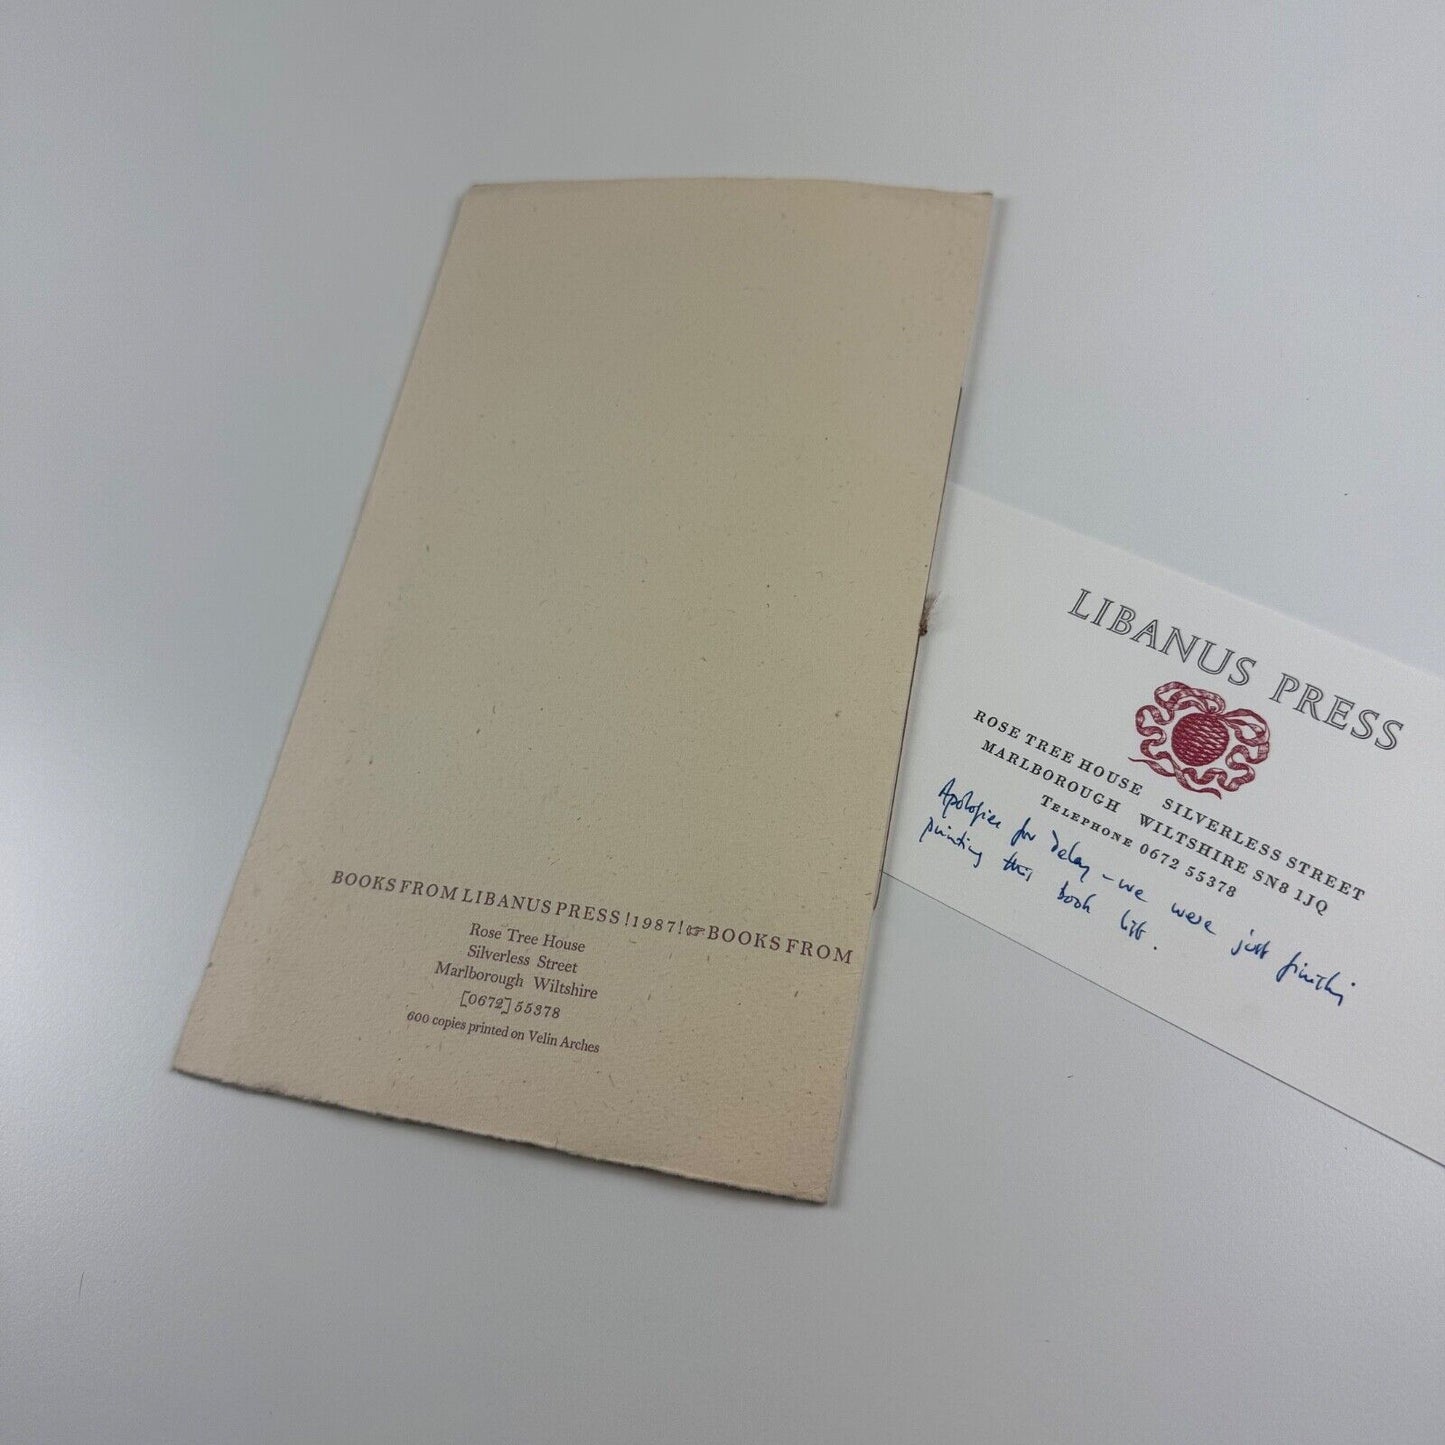 BOOKS FROM LIBANUS PRESS!1987!☞BOOKS FROM
Rose Tree House
Silverless Street
Marlborough Wiltshire
[0672] 55378
600 copies printed on Velin Arches
LIBANUS PRESS
ROSE TREE HOUSE SILVERLESS STREET
MARLBOROUGH WILTSHIRE SN8 1JQ
TELEPHONE 0672 55378
Apologies for delay – we were just finishing
printing this book list.